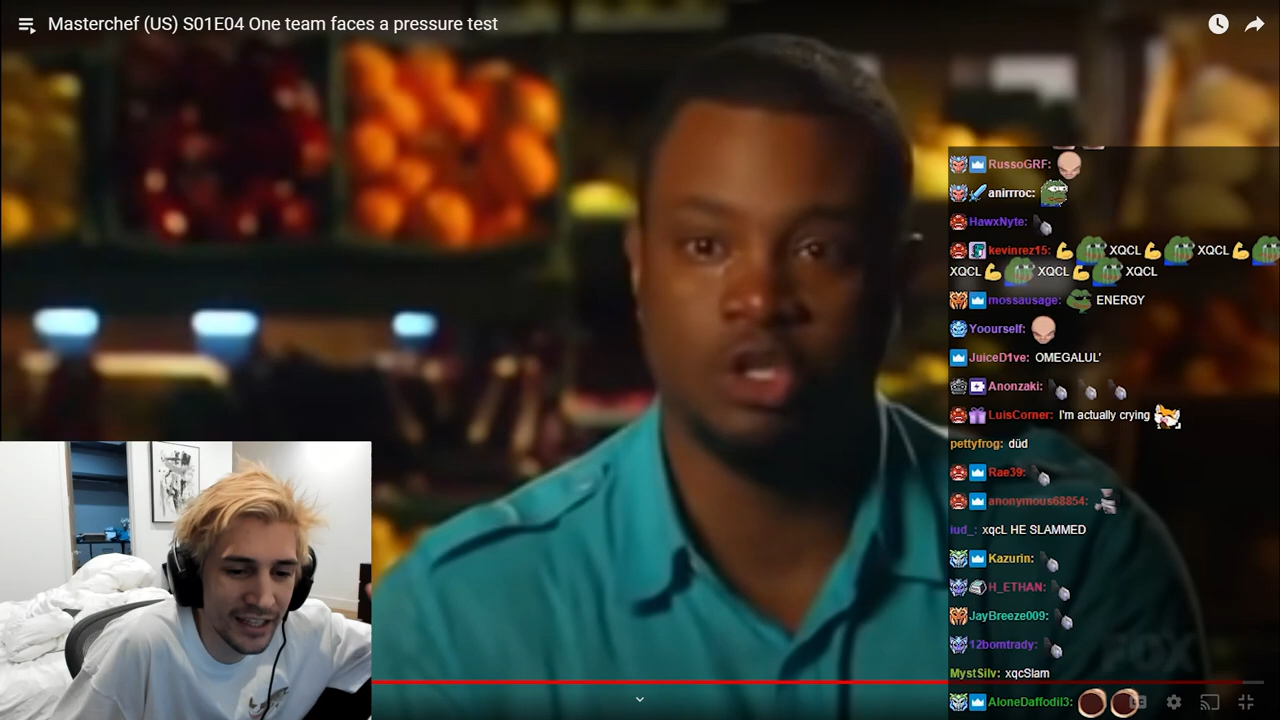 Masterchef (US) S01E04 One team faces a pressure test
RussoGRF:
anirrroc:
HawxNyte:
kevinrez15: XQCL XQCL
XQCL XQCL XQCL
mossausage: ENERGY
Yoourself:
JuiceD1ve: OMEGALUL'
Anonzaki:
LuisCorner: I'm actually crying
pettyfrog: düd
Rae39:
anonymous68854:
iud_: xqcL HE SLAMMED
Kazurin:
H_ETHAN:
JayBreeze009:
12bomtrady:
FOX
MystSilv: xqcSlam
AloneDaffodil3: